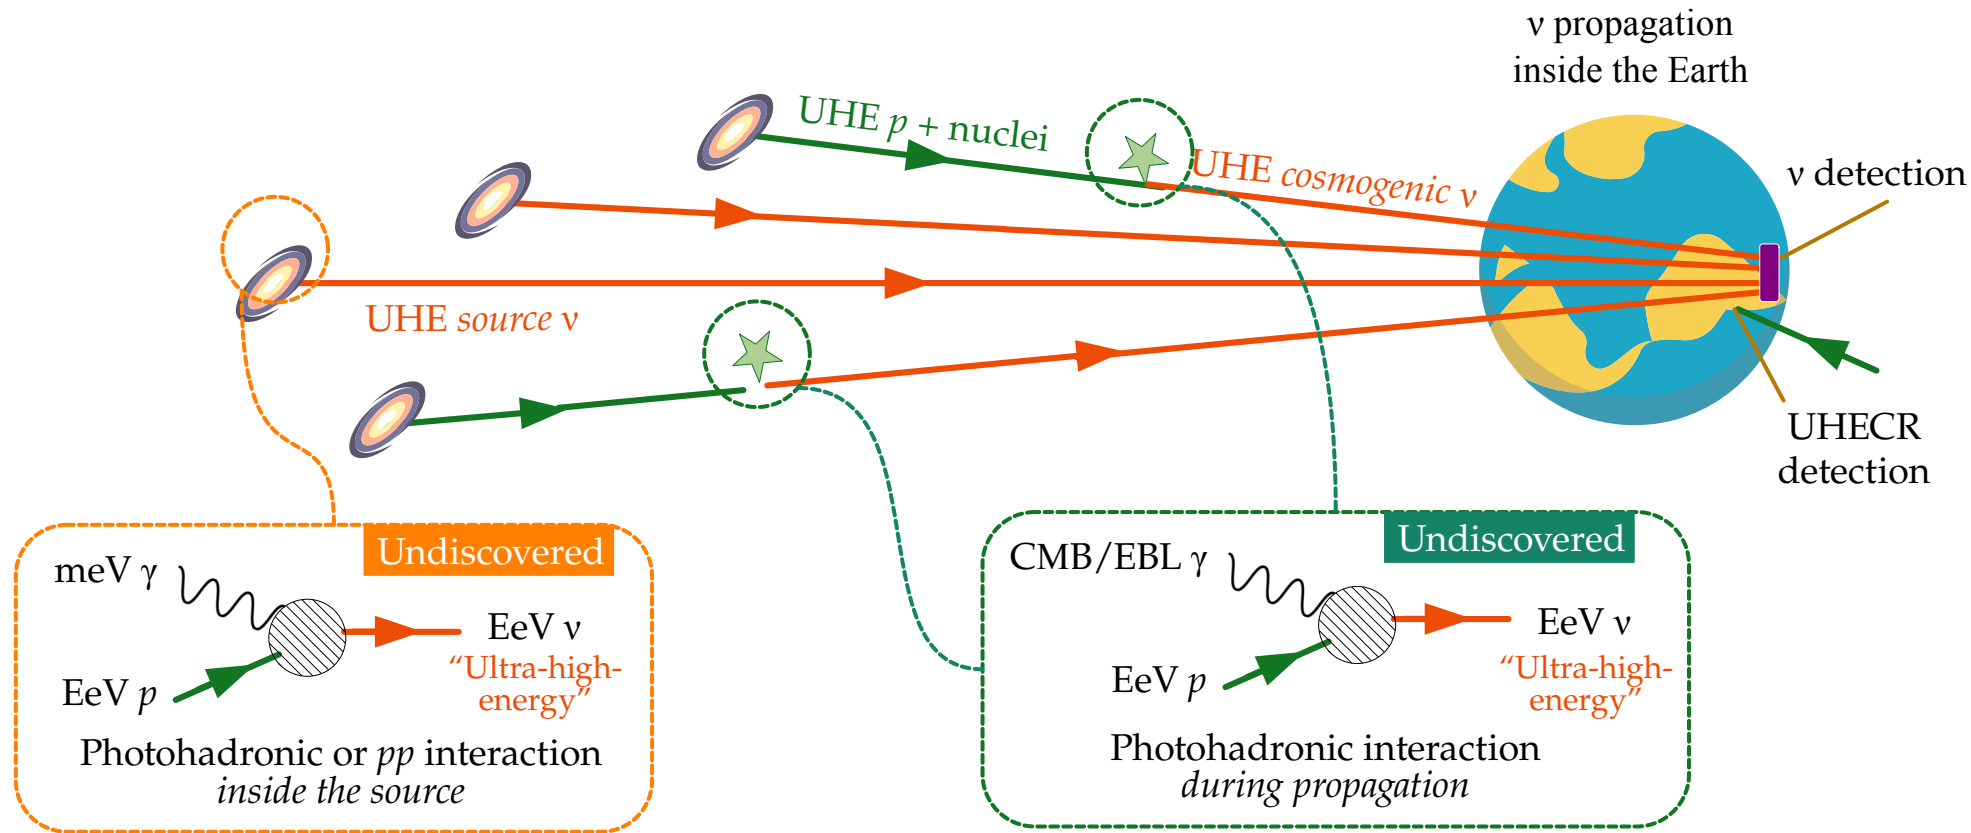 ν propagation
inside the Earth
UHE p + nuclei
UHE cosmogenic ν
ν detection
UHE source ν
UHECR
detection
Undiscovered
meV γ
EeV p
EeV ν
“Ultra-high-
energy”
Photohadronic or pp interaction
inside the source
Undiscovered
CMB/EBL γ
EeV p
EeV ν
“Ultra-high-
energy”
Photohadronic interaction
during propagation